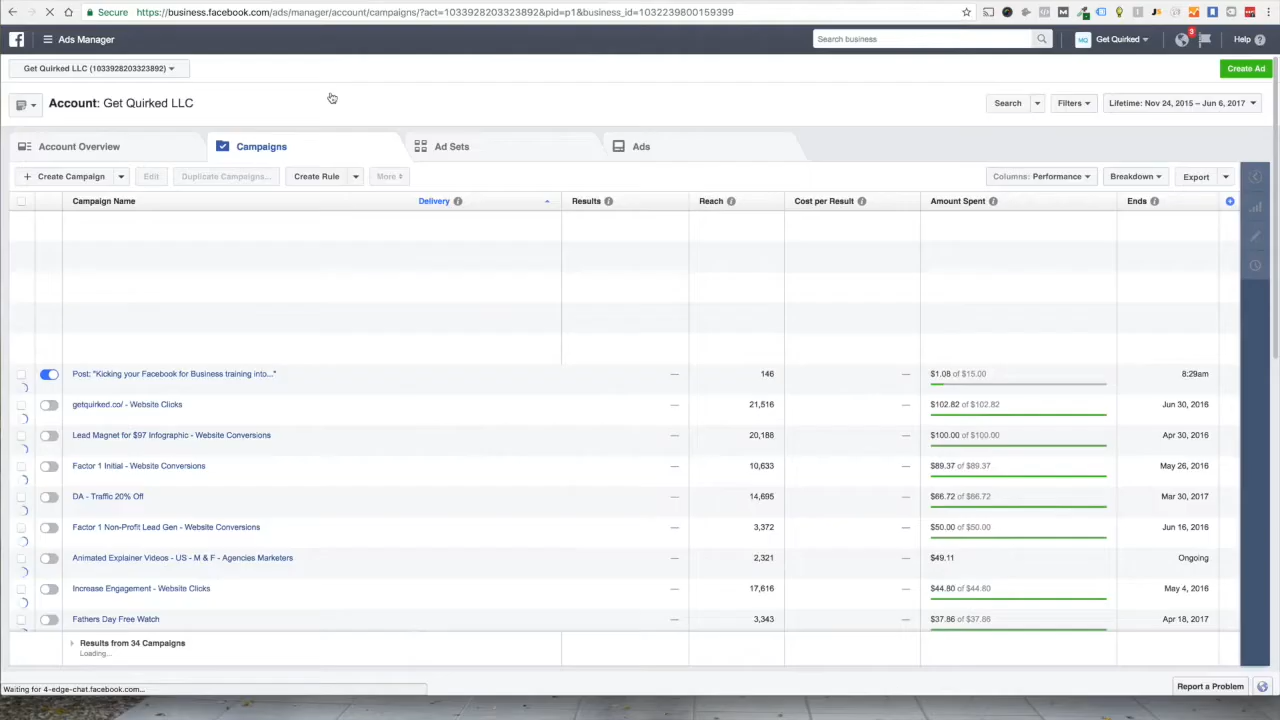 Secure https://business.facebook.com/ads/manager/account/campaigns/?act=1033928203323892&pid=p1&business_id=1032239800159399
Ads Manager Search business Get Quirked 3 Help
Get Quirked LLC (1033928203323892) Create Ad
Account: Get Quirked LLC Search Filters Lifetime: Nov 24, 2015 – Jun 6, 2017
Account Overview Campaigns Ad Sets Ads
+ Create Campaign Edit Duplicate Campaigns... Create Rule More Columns: Performance Breakdown Export
Campaign Name Delivery Results Reach Cost per Result Amount Spent Ends
Post: "Kicking your Facebook for Business training into..." — 146 — $1.08 of $15.00 8:29am
getquirked.co/ - Website Clicks — 21,516 — $102.82 of $102.82 Jun 30, 2016
Lead Magnet for $97 Infographic - Website Conversions — 20,188 — $100.00 of $100.00 Apr 30, 2016
Factor 1 Initial - Website Conversions — 10,633 — $89.37 of $89.37 May 26, 2016
DA - Traffic 20% Off — 14,695 — $66.72 of $66.72 Mar 30, 2017
Factor 1 Non-Profit Lead Gen - Website Conversions — 3,372 — $50.00 of $50.00 Jun 16, 2016
Animated Explainer Videos - US - M & F - Agencies Marketers — 2,321 — $49.11 Ongoing
Increase Engagement - Website Clicks — 17,616 — $44.80 of $44.80 May 4, 2016
Fathers Day Free Watch — 3,343 — $37.86 of $37.86 Apr 18, 2017
Results from 34 Campaigns
Loading...
Waiting for 4-edge-chat.facebook.com... Report a Problem